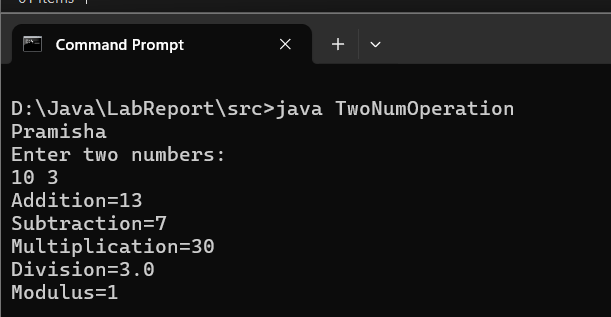 Command Prompt
D:\Java\LabReport\src>java TwoNumOperation
Pramisha
Enter two numbers:
10 3
Addition=13
Subtraction=7
Multiplication=30
Division=3.0
Modulus=1